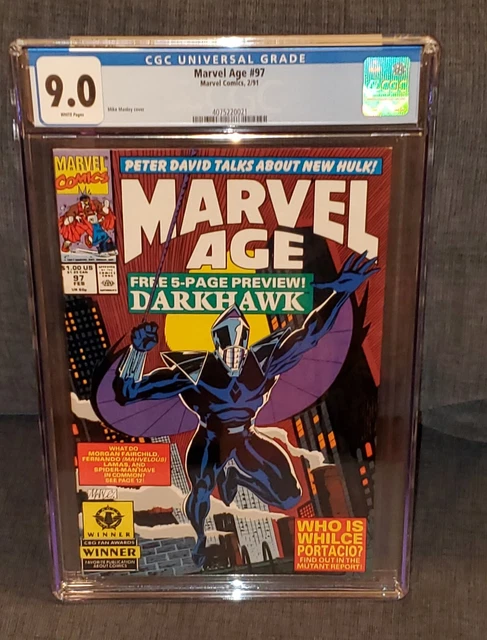 CGC UNIVERSAL GRADE
9.0
WHITE Pages
Marvel Age #97
Marvel Comics, 2/91
Mike Manley cover
4075220021
MARVEL
COMICS
PETER DAVID TALKS ABOUT NEW HULK!
MARVEL
AGE
$1.00 US
97
FEB
FREE 5-PAGE PREVIEW!
DARKHAWK
WHAT DO
MORGAN FAIRCHILD,
FERNANDO (MAHVELOUS)
LAMAS, AND
SPIDER-MAN HAVE
IN COMMON?
SEE PAGE 12!
WINNER
CBG FAN AWARDS
WINNER
FAVORITE PUBLICATION
ABOUT COMICS
WHO IS
WHILCE
PORTACIO?
FIND OUT IN THE
MUTANT REPORT!